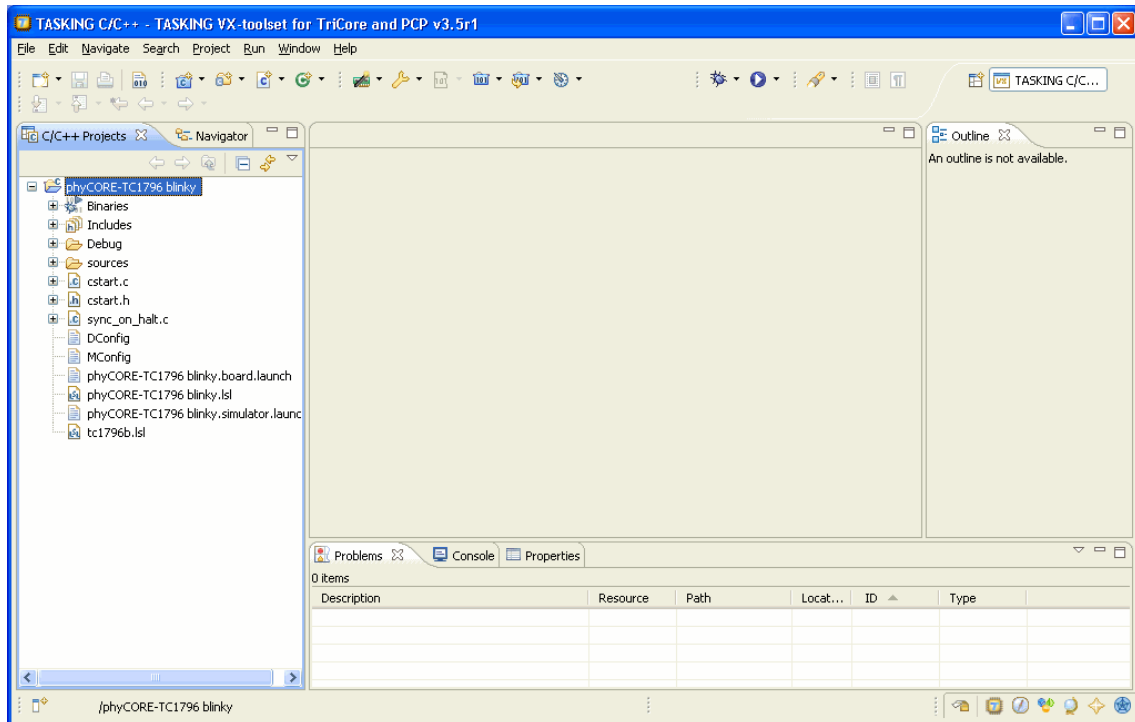 TASKING C/C++ - TASKING VX-toolset for TriCore and PCP v3.5r1
File Edit Navigate Search Project Run Window Help
TASKING C/C...
C/C++ Projects Navigator
Outline
An outline is not available.
phyCORE-TC1796 blinky
Binaries
Includes
Debug
sources
cstart.c
cstart.h
sync_on_halt.c
DConfig
MConfig
phyCORE-TC1796 blinky.board.launch
phyCORE-TC1796 blinky.lsl
phyCORE-TC1796 blinky.simulator.launc
tc1796b.lsl
Problems Console Properties
0 items
Description Resource Path Locat... ID Type
/phyCORE-TC1796 blinky